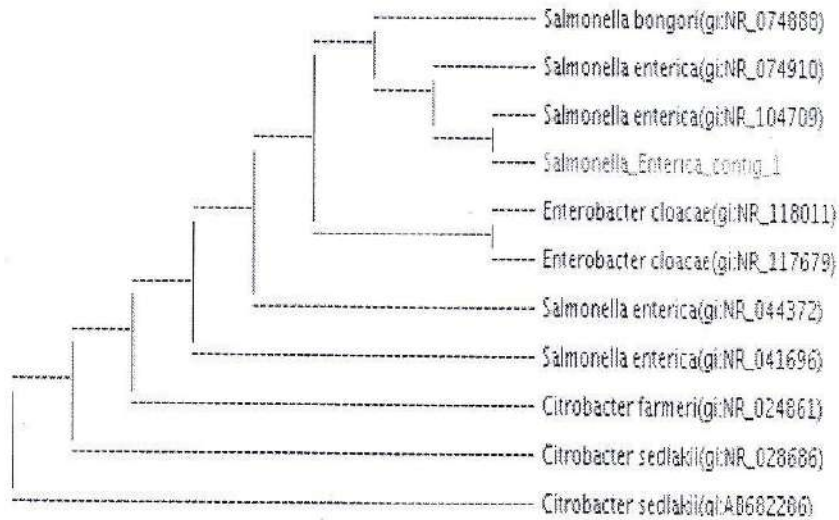 Salmonella bongori(gi:NR_074888)
Salmonella enterica(gi:NR_074910)
Salmonella enterica(gi:NR_104709)
Salmonella_Enterica_contig_1
Enterobacter cloacae(gi:NR_118011)
Enterobacter cloacae(gi:NR_117679)
Salmonella enterica(gi:NR_044372)
Salmonella enterica(gi:NR_041696)
Citrobacter farmeri(gi:NR_024861)
Citrobacter sedlakii(gi:NR_028686)
Citrobacter sedlakii(gi:AB682286)